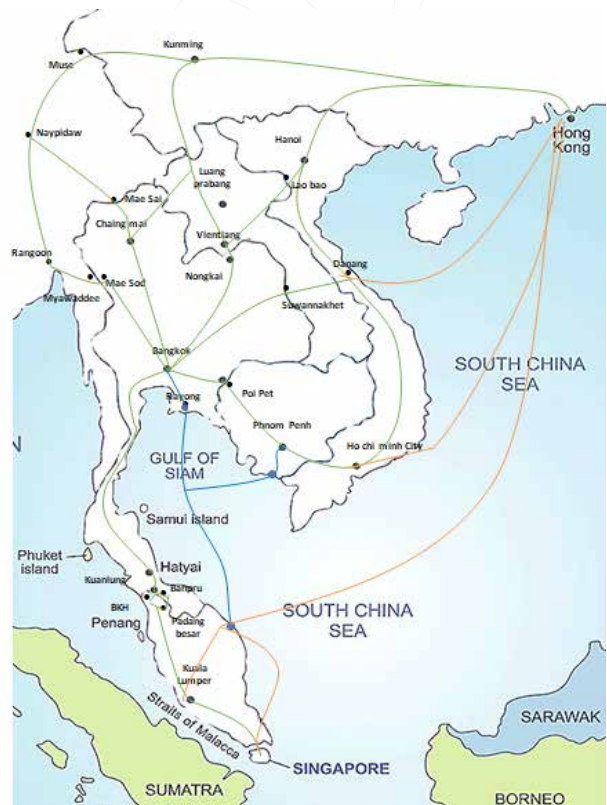 Kunming
Muse
Hong
Kong
Naypidaw
Hanoi
Luang
prabang
Lao bao
Mae Sai
Chaing mai
Vientiang
Rangoon
Nongkai
Danang
Mae Sod
Myawaddee
Suwannakhet
Bangkok
SOUTH CHINA
SEA
Poi Pet
Rayong
Phnom Penh
N
GULF OF
SIAM
Ho chi minh City
Samui island
Phuket
island
Hatyai
Kuanlung
Banpru
BKH
Penang
Padang
besar
SOUTH CHINA
SEA
Kuala
Lumper
Straits of Malacca
SARAWAK
SINGAPORE
SUMATRA
BORNEO